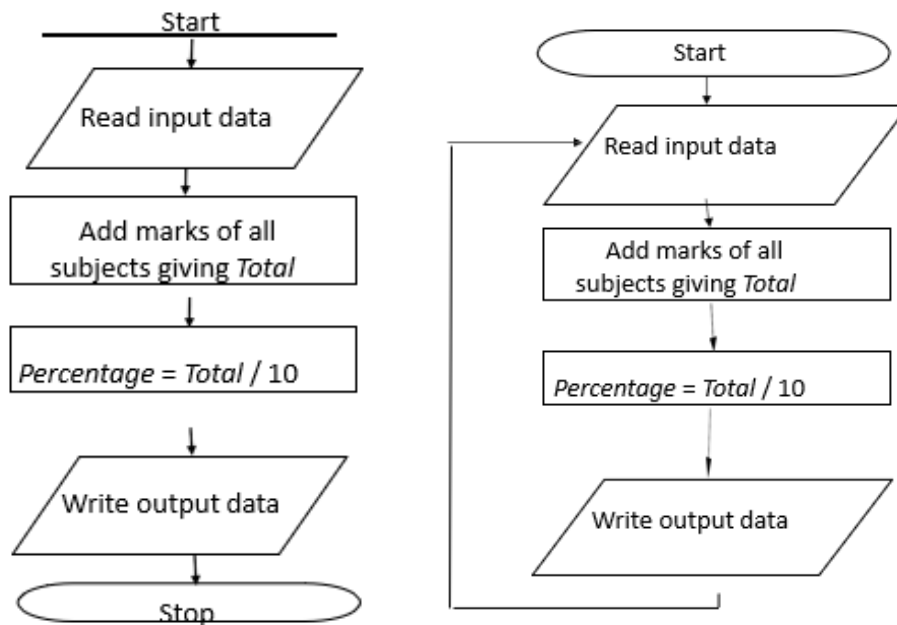 Start
Read input data
Add marks of all
subjects giving Total
Percentage = Total / 10
Write output data
Stop
Start
Read input data
Add marks of all
subjects giving Total
Percentage = Total / 10
Write output data